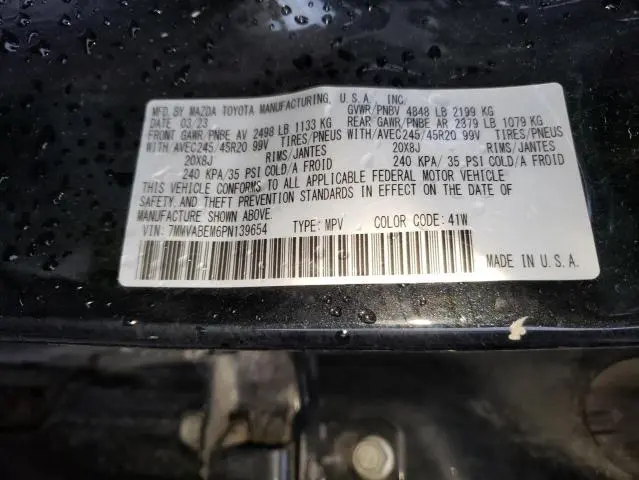 MFD. BY MAZDA TOYOTA MANUFACTURING, U.S.A., INC.
DATE 03/23 GVWR/PNBV 4848 LB 2199 KG
FRONT GAWR/PNBE AV 2498 LB 1133 KG REAR GAWR/PNBE AR 2379 LB 1079 KG
WITH/AVEC245/45R20 99V TIRES/PNEUS WITH/AVEC245/45R20 99V TIRES/PNEUS
20X8J RIMS/JANTES 20X8J RIMS/JANTES
240 KPA/ 35 PSI COLD/A FROID 240 KPA/ 35 PSI COLD/A FROID
THIS VEHICLE CONFORMS TO ALL APPLICABLE FEDERAL MOTOR VEHICLE
SAFETY, AND THEFT PREVENTION STANDARDS IN EFFECT ON THE DATE OF
MANUFACTURE SHOWN ABOVE.
VIN: 7MMVABEM6PN139654 TYPE: MPV COLOR CODE: 41W
MADE IN U.S.A.